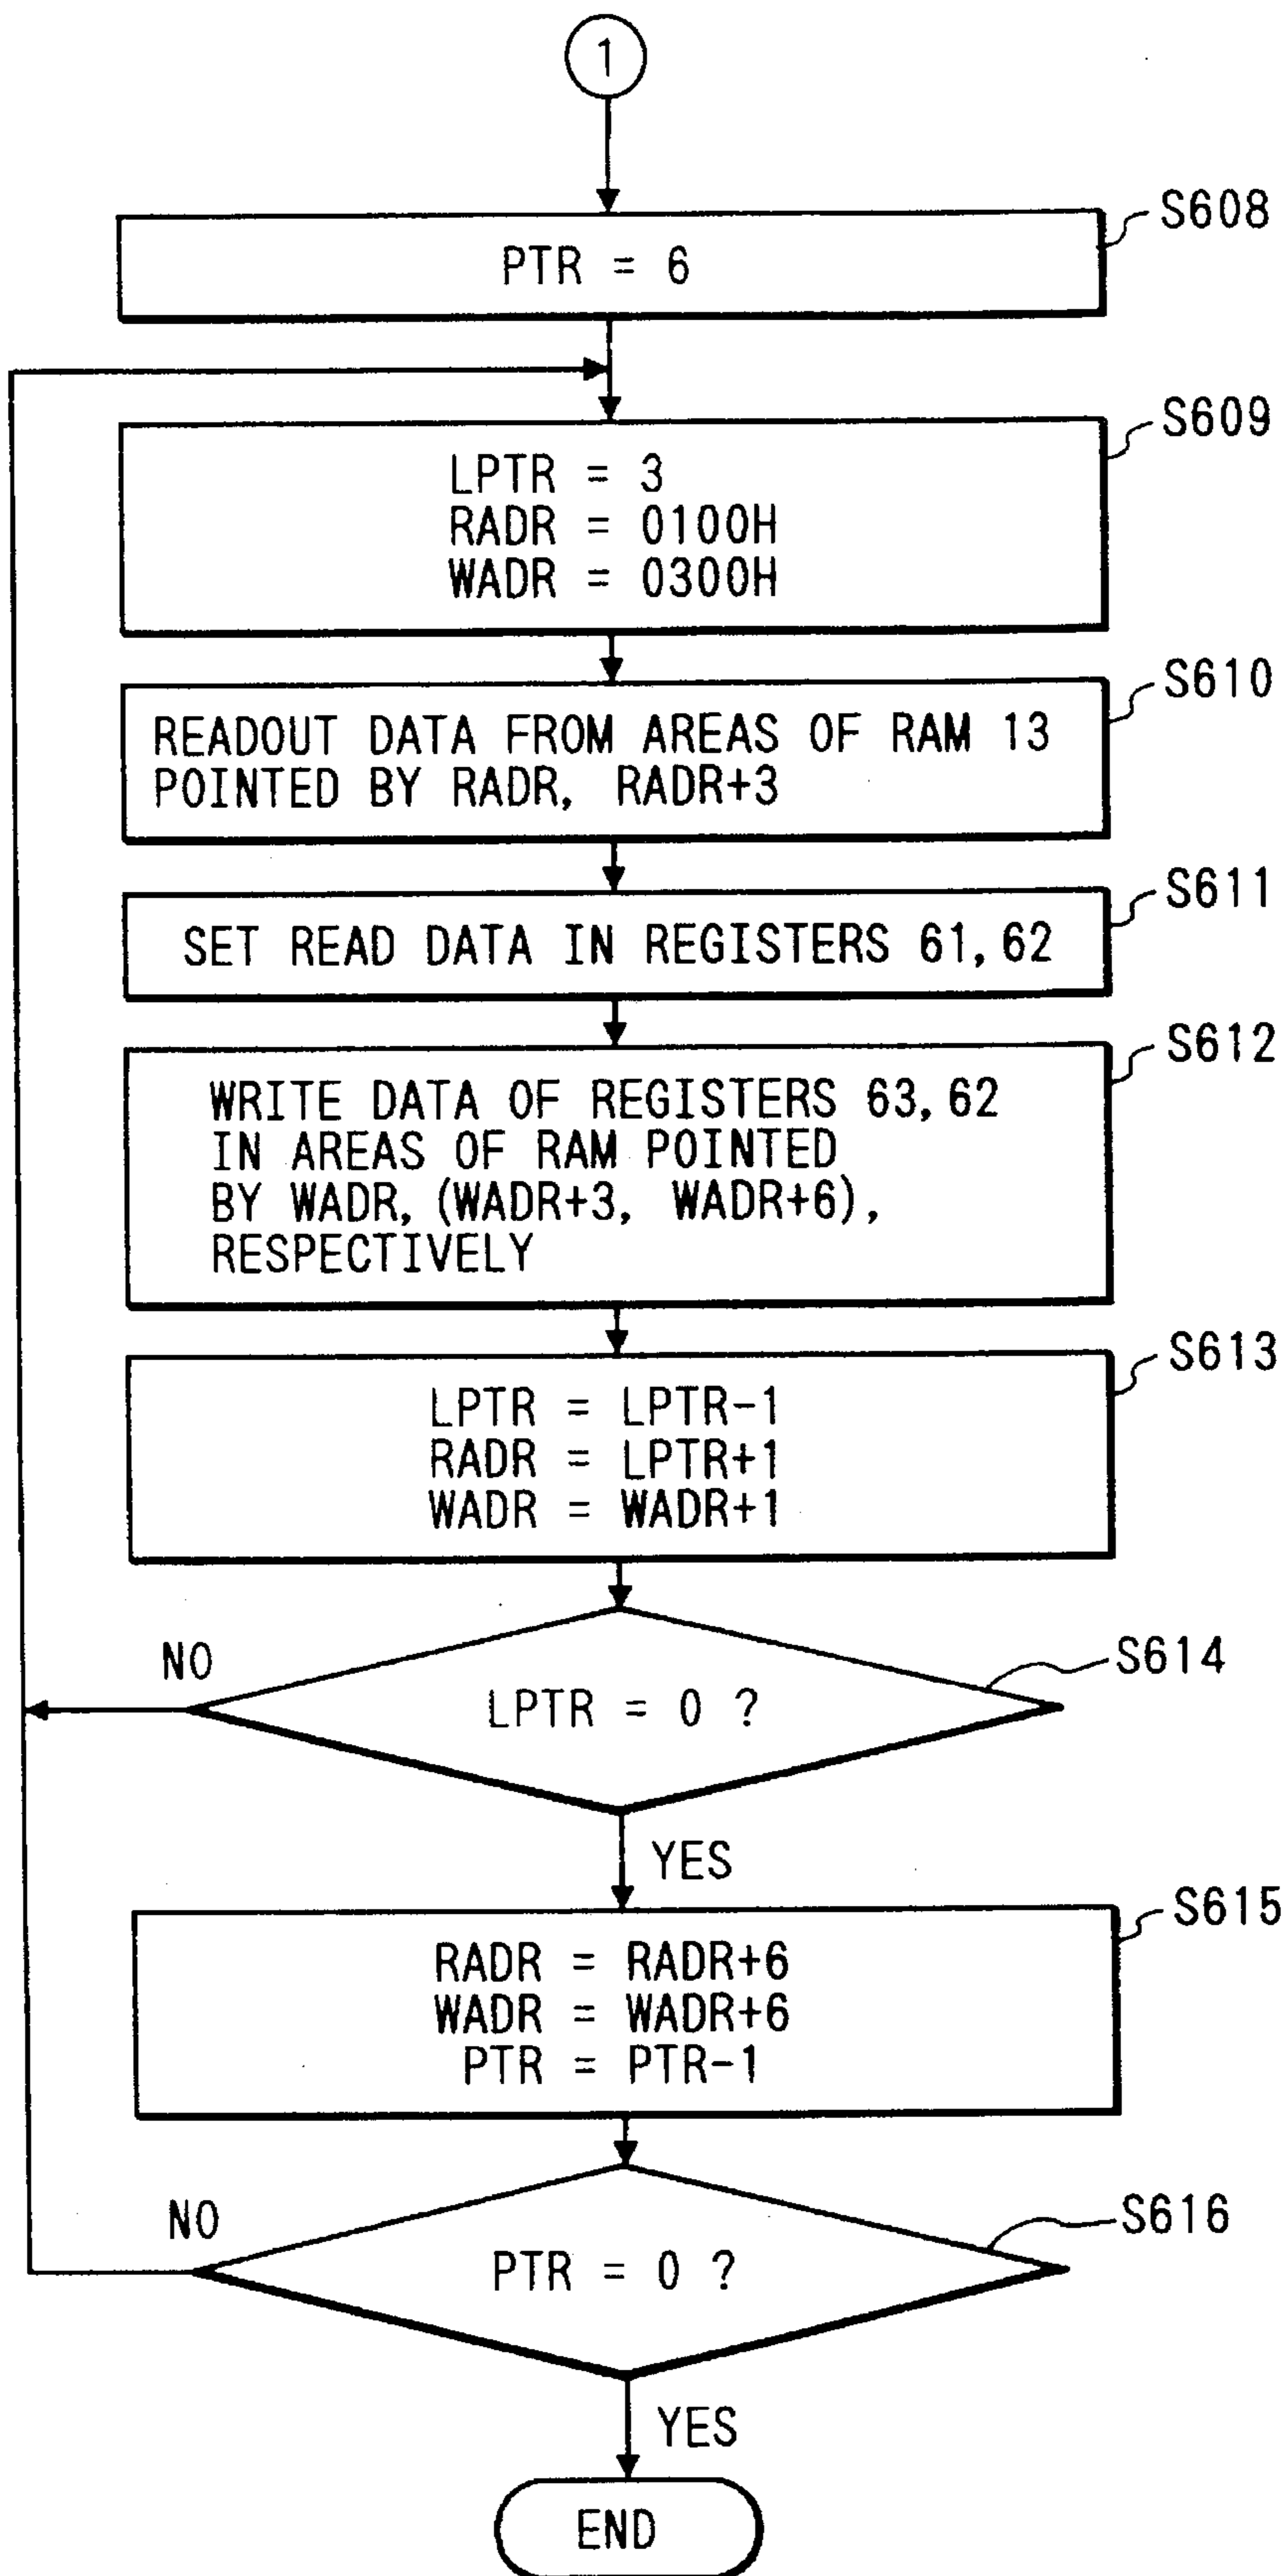 1
S608
PTR = 6
S609
LPTR = 3
RADR = 0100H
WADR = 0300H
S610
READOUT DATA FROM AREAS OF RAM 13
POINTED BY RADR, RADR+3
S611
SET READ DATA IN REGISTERS 61,62
S612
WRITE DATA OF REGISTERS 63,62
IN AREAS OF RAM POINTED
BY WADR, (WADR+3, WADR+6),
RESPECTIVELY
S613
LPTR = LPTR-1
RADR = LPTR+1
WADR = WADR+1
NO
S614
LPTR = 0 ?
YES
S615
RADR = RADR+6
WADR = WADR+6
PTR = PTR-1
NO
S616
PTR = 0 ?
YES
END